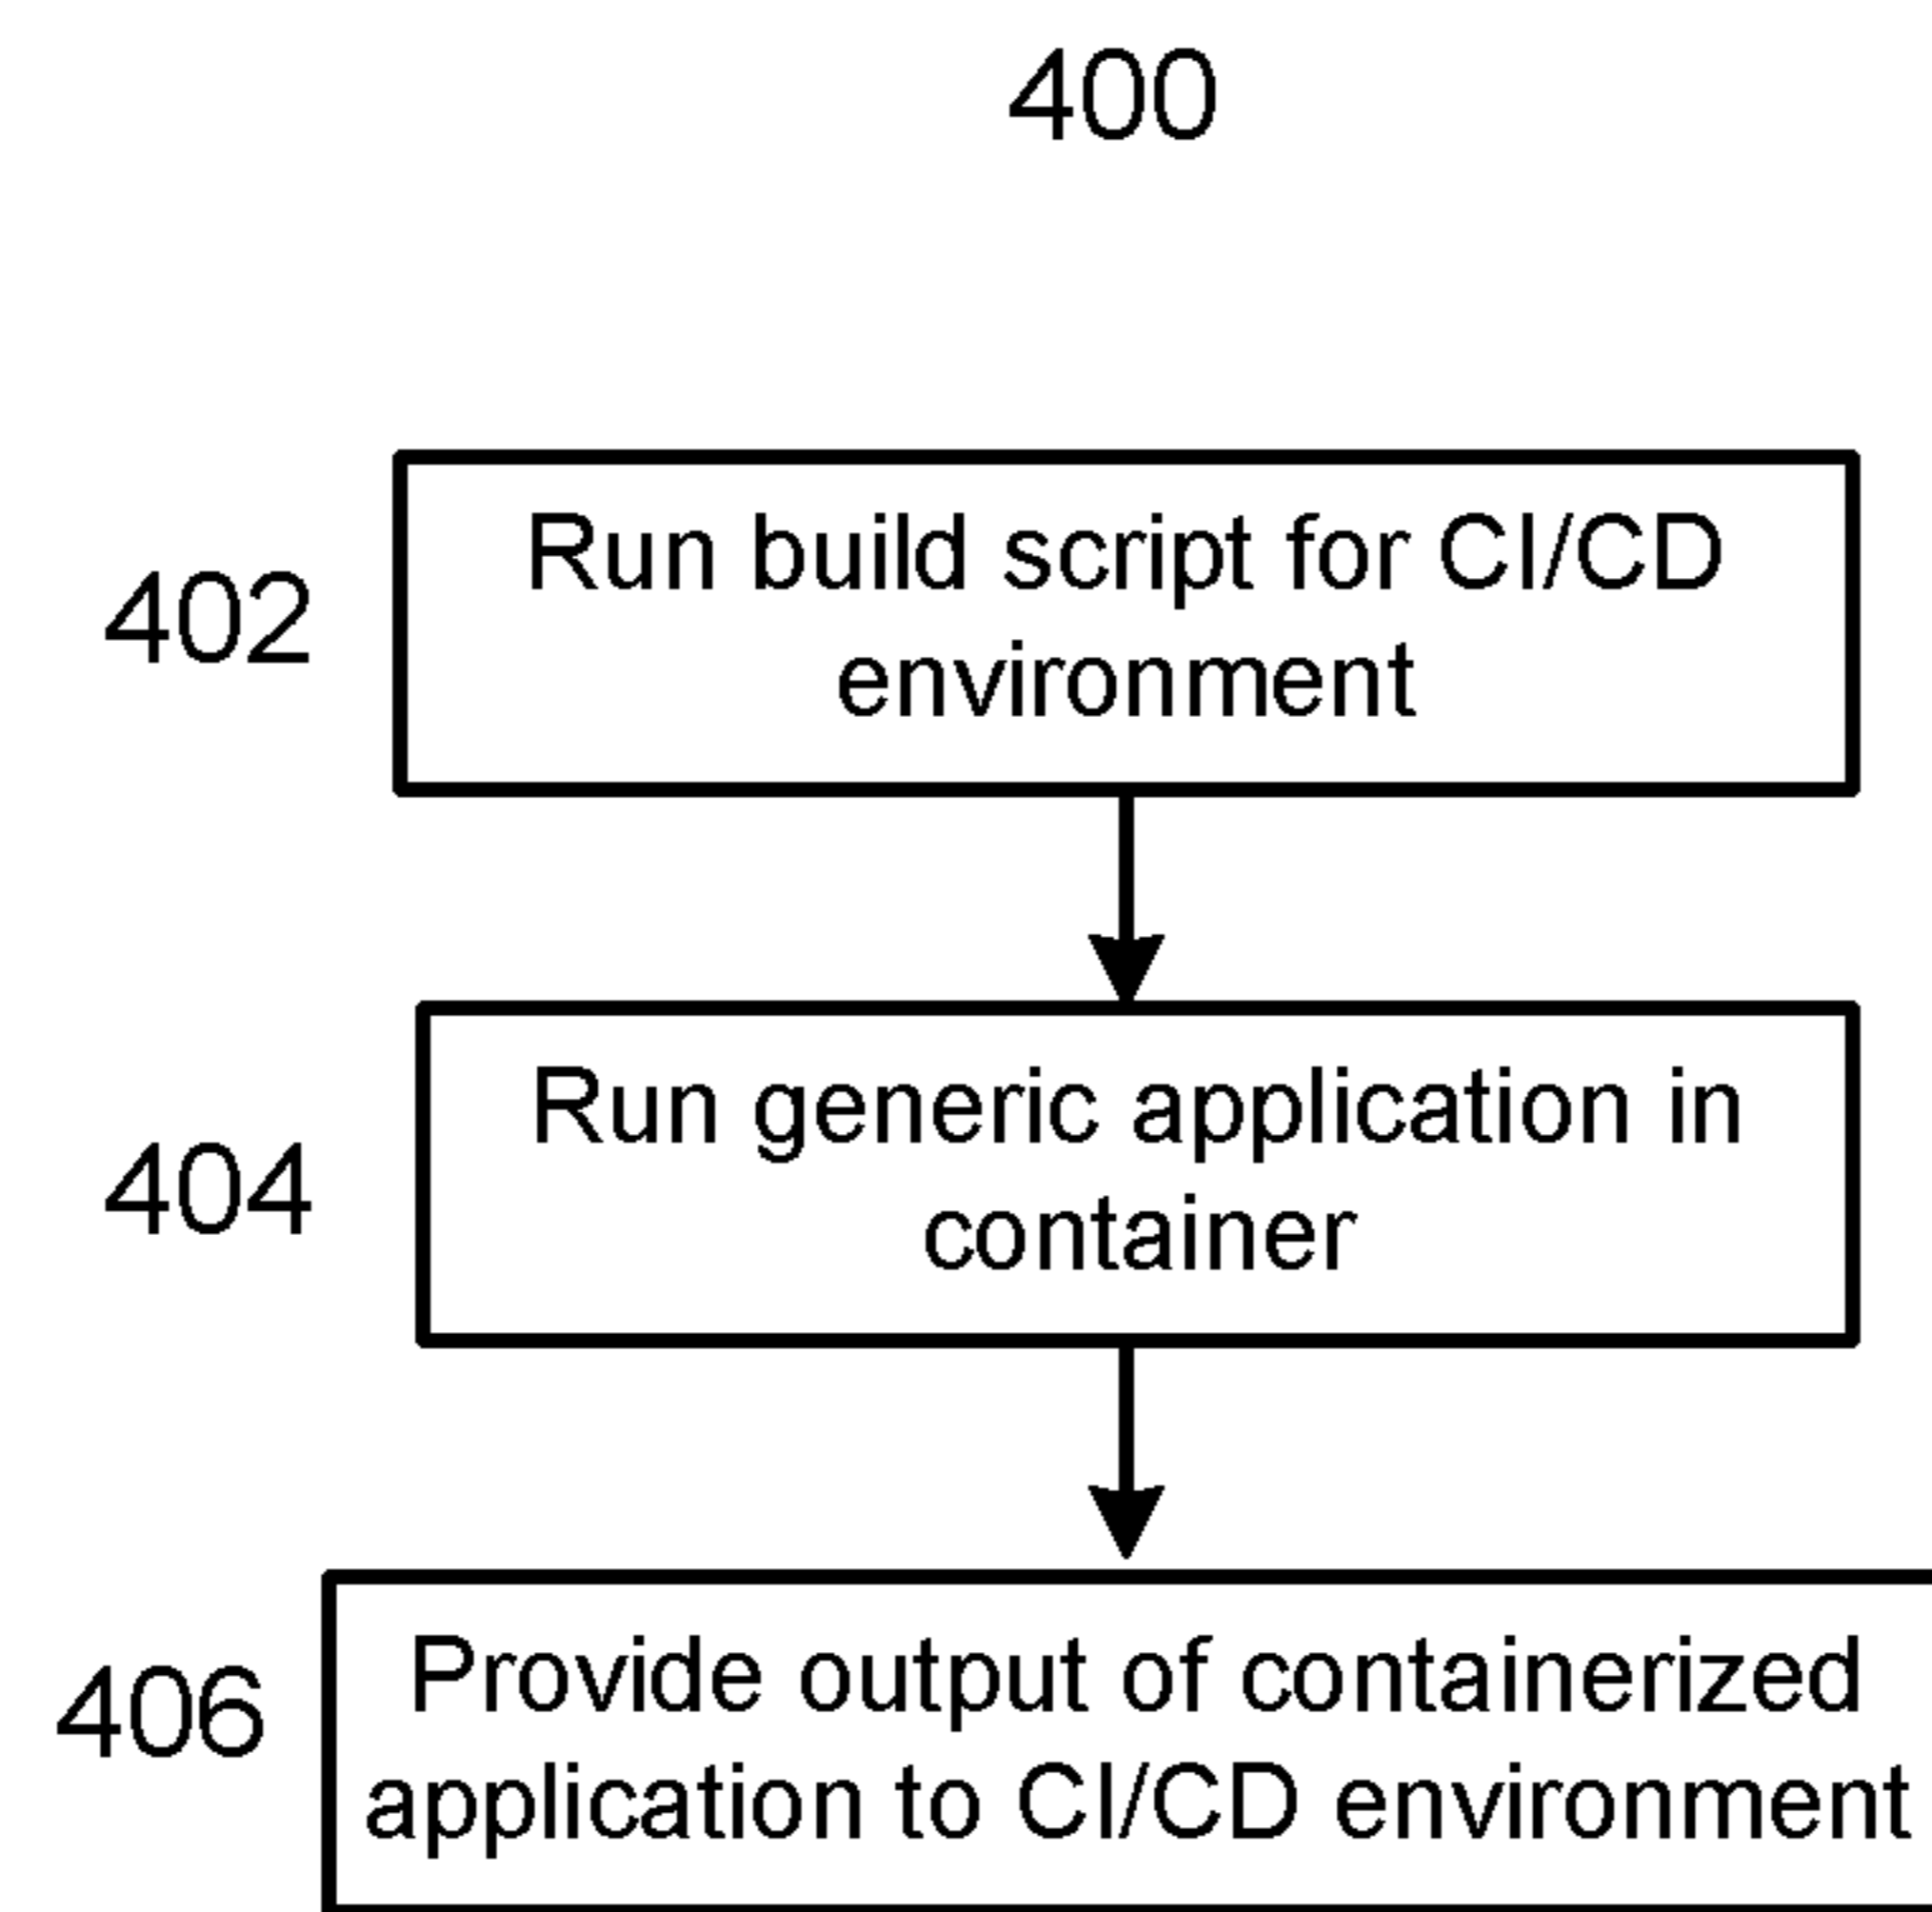 400
402
Run build script for CI/CD
environment
404
Run generic application in
container
406
Provide output of containerized
application to CI/CD environment